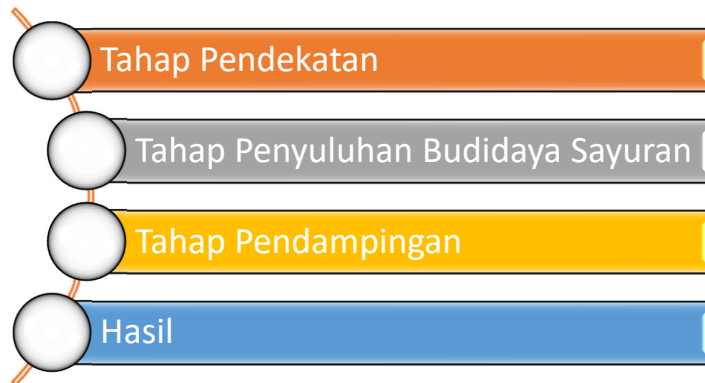 Tahap Pendekatan
Tahap Penyuluhan Budidaya Sayuran
Tahap Pendampingan
Hasil